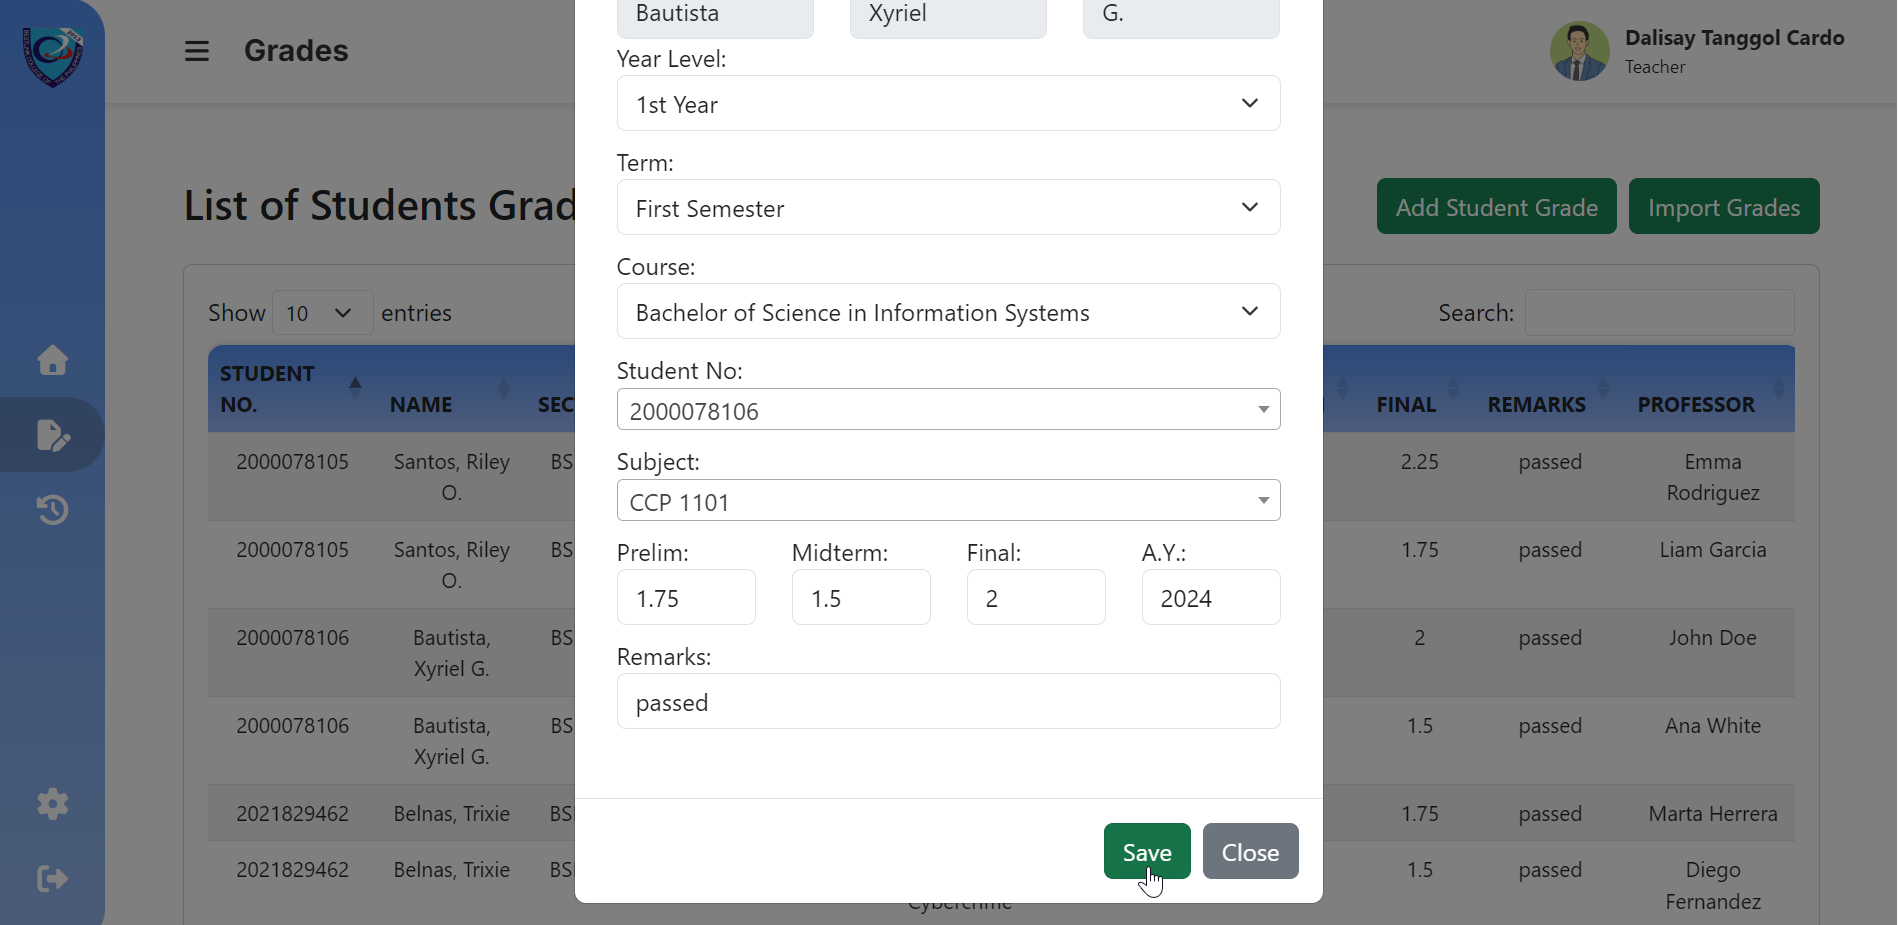 Grades
Dalisay Tanggol Cardo
Teacher
List of Students Grad
Add Student Grade
Import Grades
Show 10 entries
Search:
STUDENT NO.
NAME
SEC
FINAL
REMARKS
PROFESSOR
2000078105 Santos, Riley O. BS 2.25 passed Emma Rodriguez
2000078105 Santos, Riley O. BS 1.75 passed Liam Garcia
2000078106 Bautista, Xyriel G. BS 2 passed John Doe
2000078106 Bautista, Xyriel G. BS 1.5 passed Ana White
2021829462 Belnas, Trixie BS 1.75 passed Marta Herrera
2021829462 Belnas, Trixie BS 1.5 passed Diego Fernandez
Bautista
Xyriel
G.
Year Level:
1st Year
Term:
First Semester
Course:
Bachelor of Science in Information Systems
Student No:
2000078106
Subject:
CCP 1101
Prelim: Midterm: Final: A.Y.:
1.75 1.5 2 2024
Remarks:
passed
Save
Close